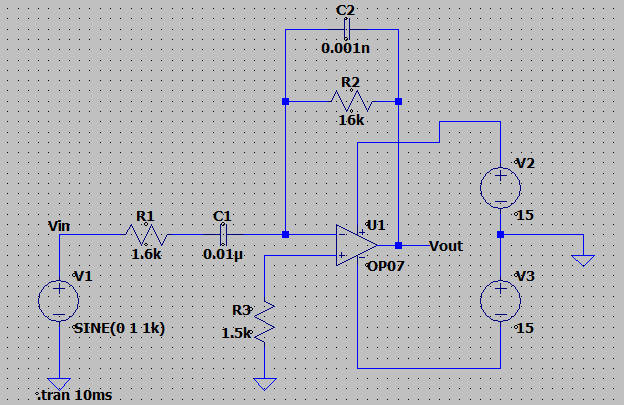 C2
0.001n
R2
16k
V2
15
Vin
R1
1.6k
C1
0.01µ
U1
OP07
Vout
V1
SINE(0 1 1k)
R3
1.5k
V3
15
.tran 10ms